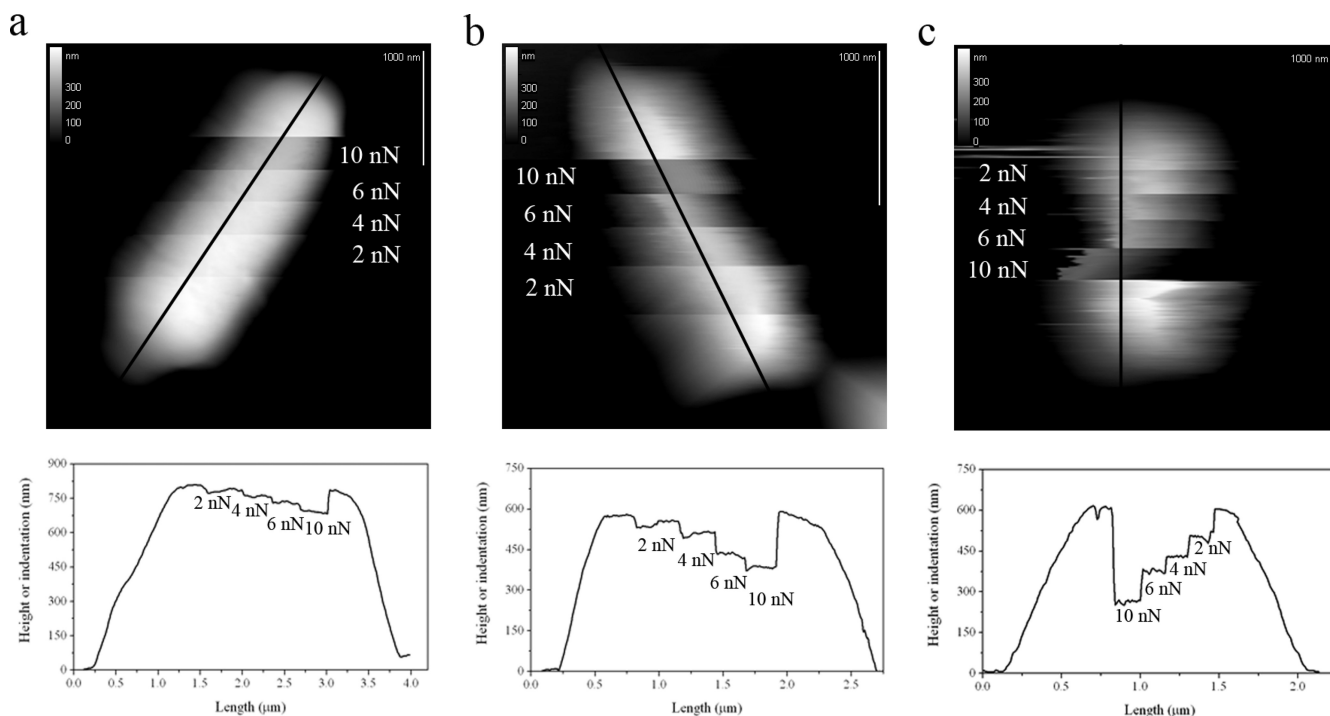 a
nm
300
200
100
0
1000 nm
10 nN
6 nN
4 nN
2 nN
b
nm
300
200
100
0
1000 nm
10 nN
6 nN
4 nN
2 nN
c
nm
300
200
100
0
1000 nm
2 nN
4 nN
6 nN
10 nN
Height or indentation (nm)
900
750
600
450
300
150
0
2 nN 4 nN 6 nN 10 nN
0.0 0.5 1.0 1.5 2.0 2.5 3.0 3.5 4.0
Length (μm)
Height or indentation (nm)
750
600
450
300
150
0
2 nN 4 nN 6 nN 10 nN
0.0 0.5 1.0 1.5 2.0 2.5
Length (μm)
Height or indentation (nm)
750
600
450
300
150
0
10 nN 6 nN 4 nN 2 nN
0.0 0.5 1.0 1.5 2.0
Length (μm)